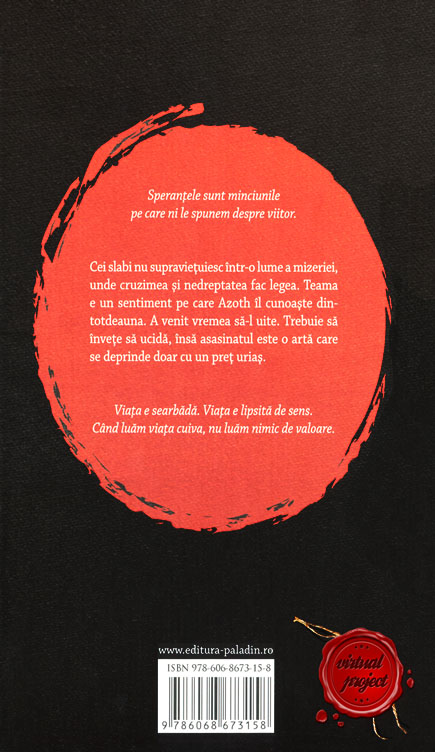 Speranțele sunt minciunile
pe care ni le spunem despre viitor.
Cei slabi nu supraviețuiesc într-o lume a mizeriei,
unde cruzimea și nedreptatea fac legea. Teama
e un sentiment pe care Azoth îl cunoaște din-
totdeauna. A venit vremea să-l uite. Trebuie să
învețe să ucidă, însă asasinatul este o artă care
se deprinde doar cu un preț uriaș.
Viața e searbădă. Viața e lipsită de sens.
Când luăm viața cuiva, nu luăm nimic de valoare.
www.editura-paladin.ro
ISBN 978-606-8673-15-8
9 786068 673158
virtual
project